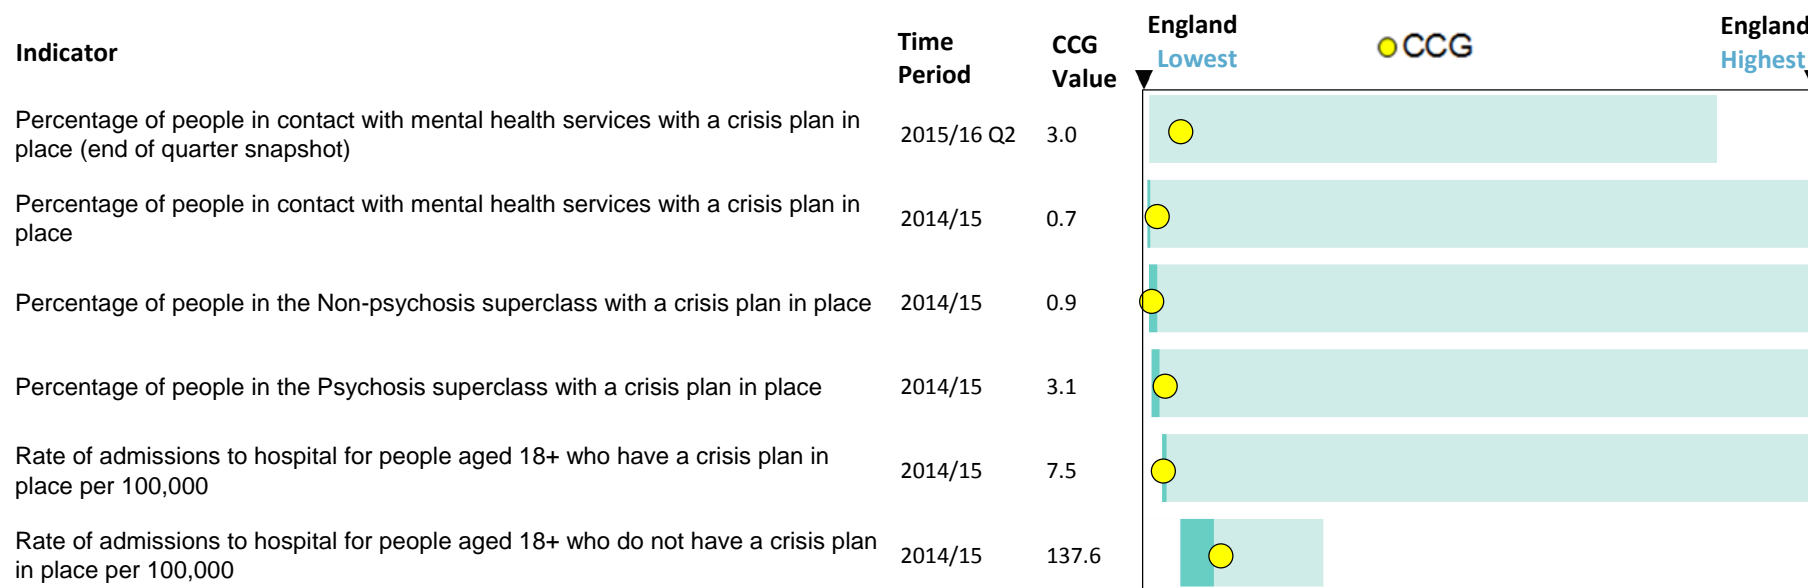 Indicator
Time
Period
CCG
Value
England
Lowest
CCG
England
Highest
Percentage of people in contact with mental health services with a crisis plan in
place (end of quarter snapshot)
2015/16 Q2
3.0
Percentage of people in contact with mental health services with a crisis plan in
place
2014/15
0.7
Percentage of people in the Non-psychosis superclass with a crisis plan in place
2014/15
0.9
Percentage of people in the Psychosis superclass with a crisis plan in place
2014/15
3.1
Rate of admissions to hospital for people aged 18+ who have a crisis plan in
place per 100,000
2014/15
7.5
Rate of admissions to hospital for people aged 18+ who do not have a crisis plan
in place per 100,000
2014/15
137.6